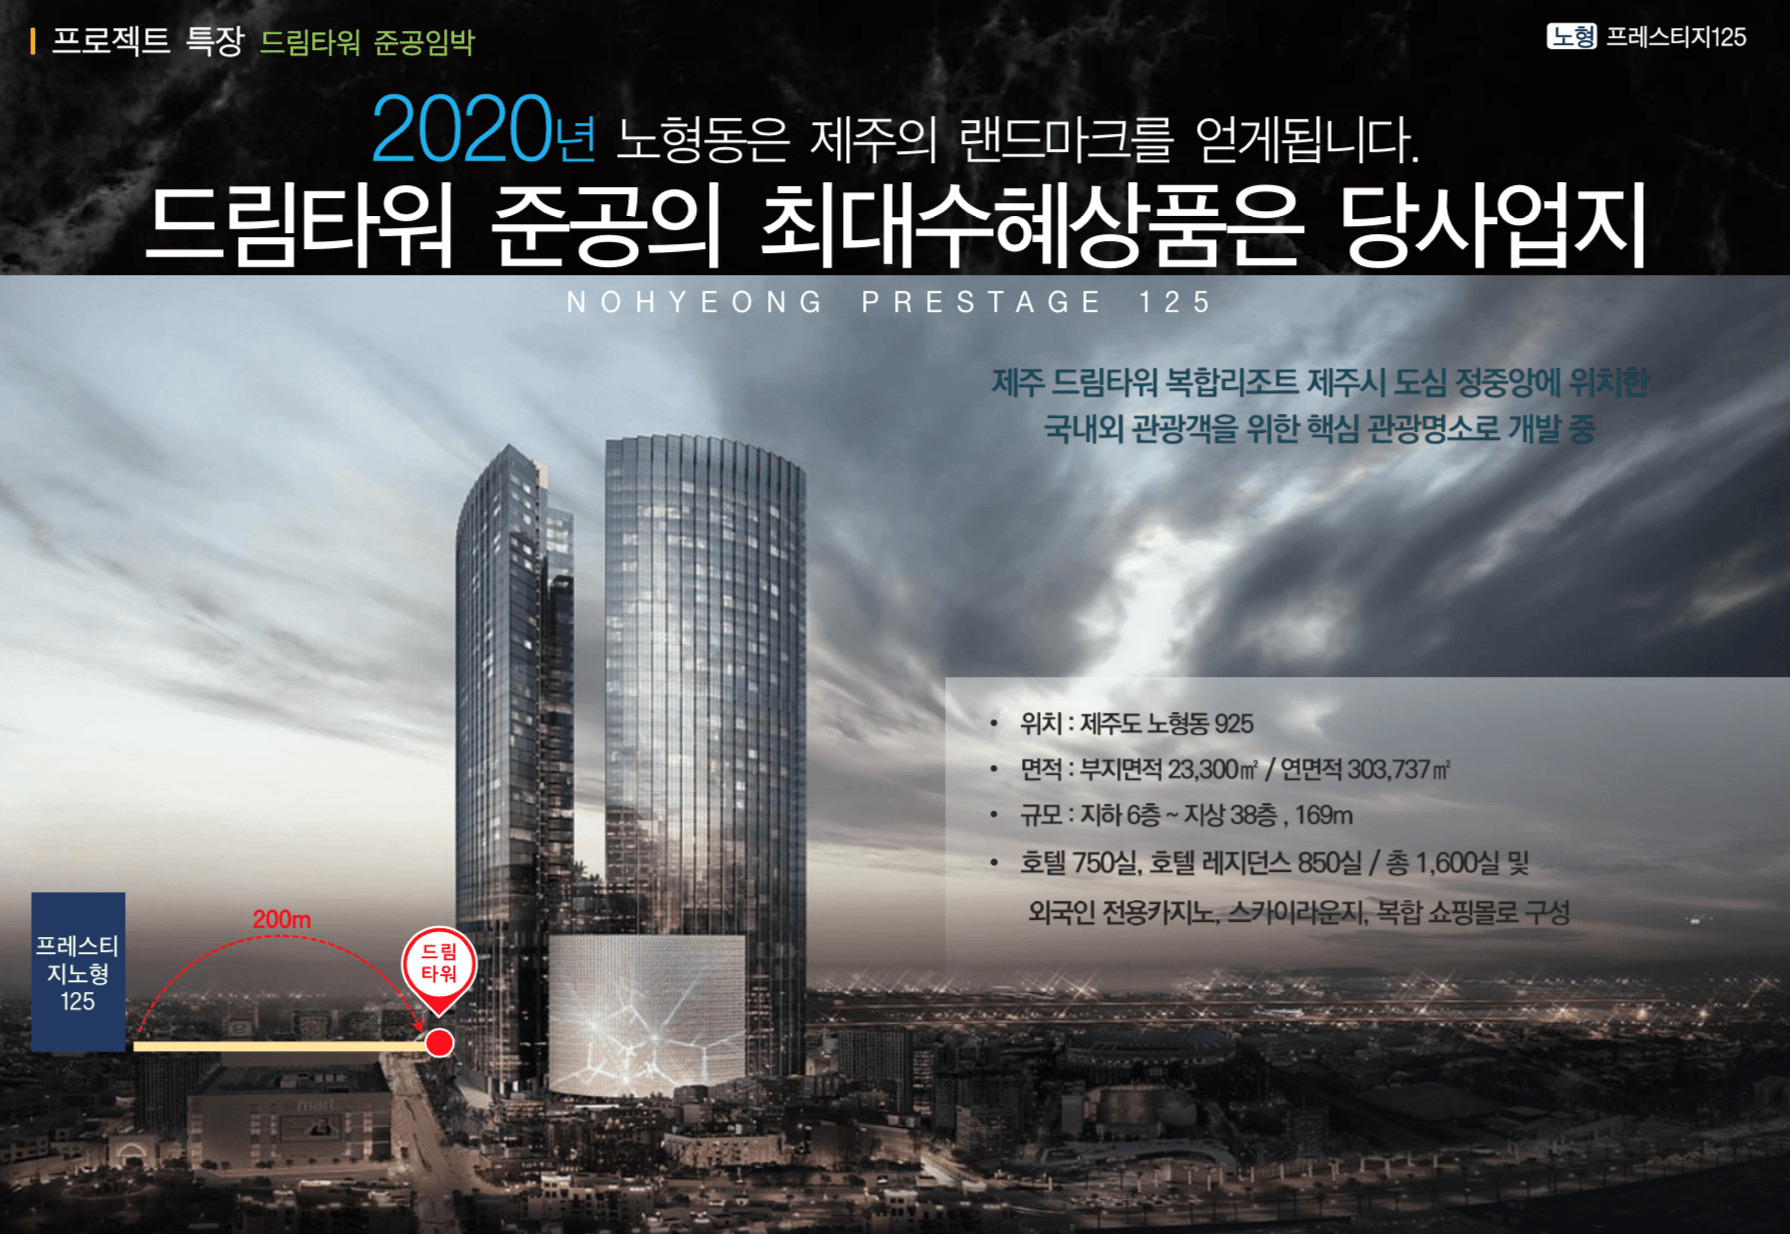 프로젝트 특장 드림타워 준공임박
노형 프레스티지125
2020년 노형동은 제주의 랜드마크를 얻게됩니다.
드림타워 준공의 최대수혜상품은 당사업지
NOHYEONG PRESTAGE 125
제주 드림타워 복합리조트 제주시 도심 정중앙에 위치한
국내외 관광객을 위한 핵심 관광명소로 개발 중
• 위치 : 제주도 노형동 925
• 면적 : 부지면적 23,300㎡ / 연면적 303,737㎡
• 규모 : 지하 6층 ~ 지상 38층 , 169m
• 호텔 750실, 호텔 레지던스 850실 / 총 1,600실 및
외국인 전용카지노, 스카이라운지, 복합 쇼핑몰로 구성
200m
프레스티
지노형
125
드림
타워
emart